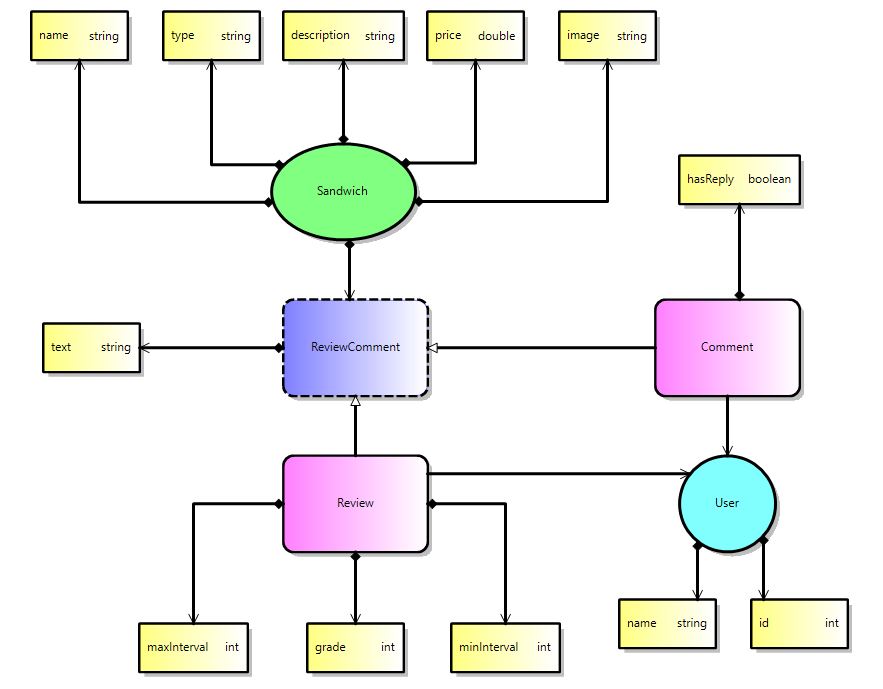 name string
type string
description string
price double
image string
Sandwich
hasReply boolean
text string
ReviewComment
Comment
Review
User
name string
id int
maxInterval int
grade int
minInterval int